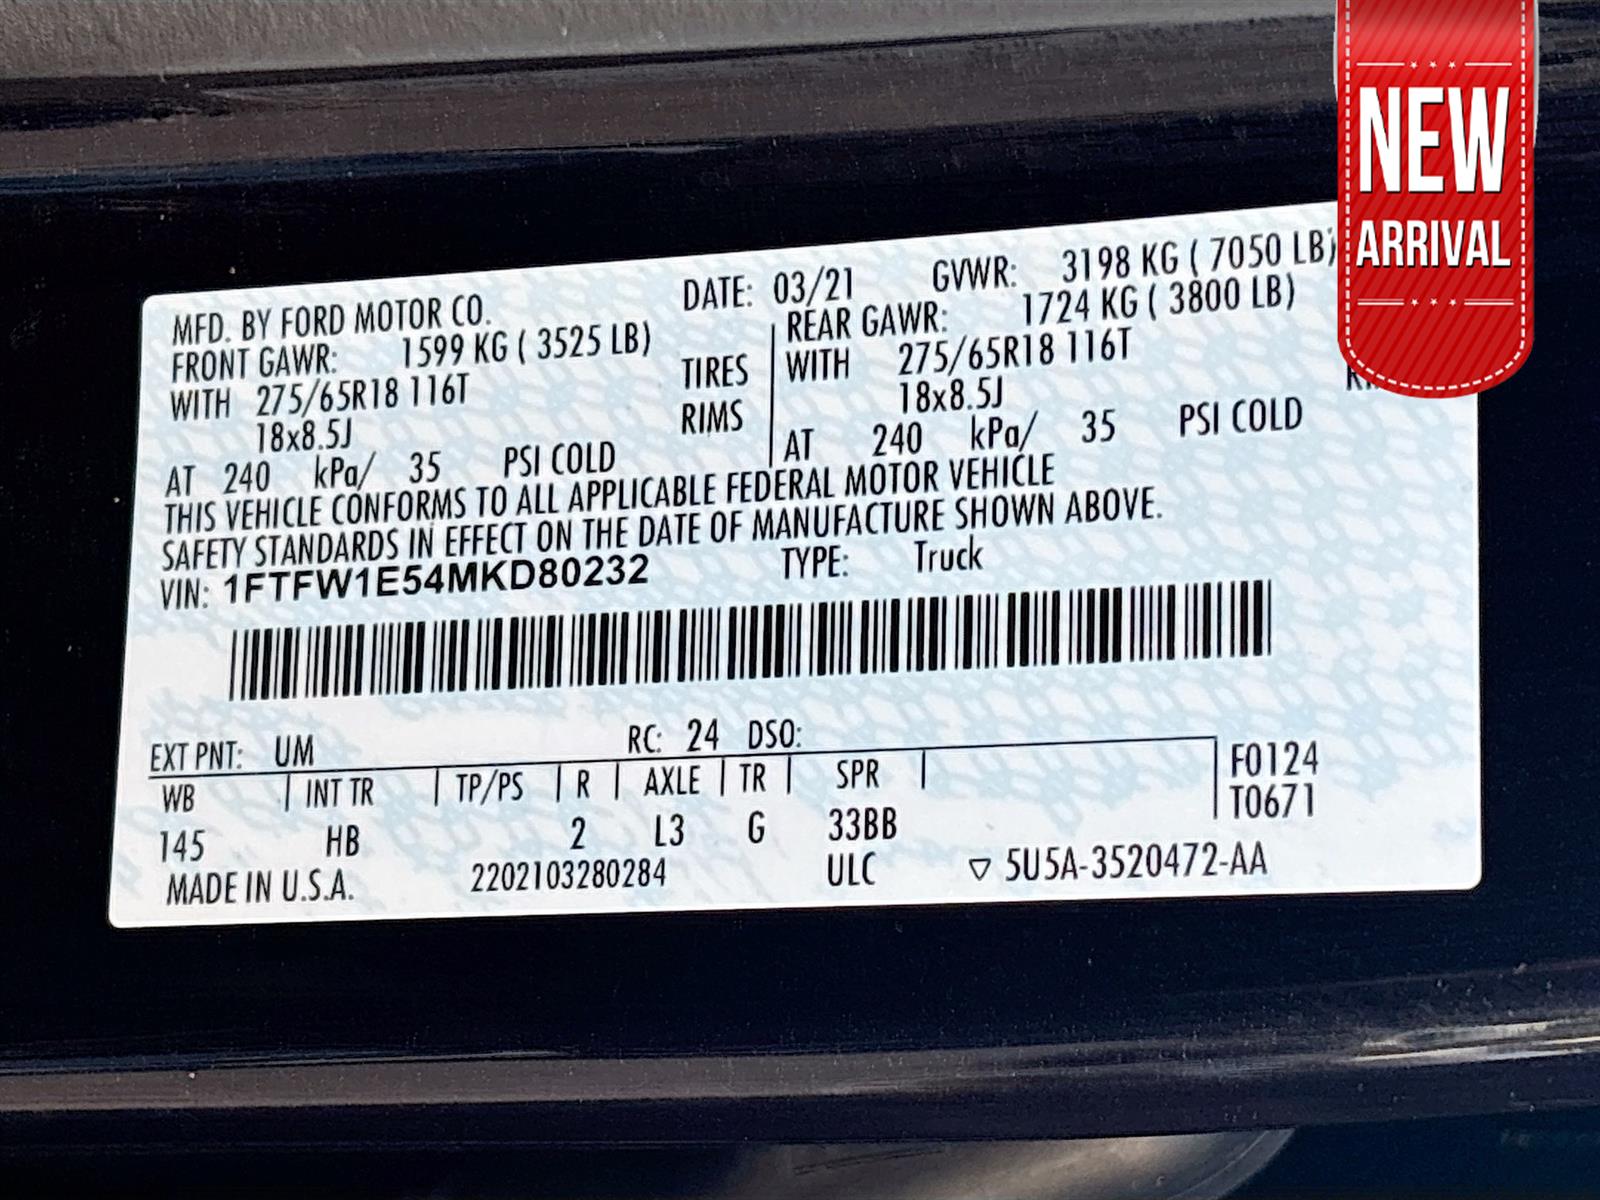 NEW
ARRIVAL
MFD. BY FORD MOTOR CO. DATE: 03/21 GVWR: 3198 KG ( 7050 LB)
FRONT GAWR: 1599 KG ( 3525 LB) REAR GAWR: 1724 KG ( 3800 LB)
WITH 275/65R18 116T TIRES WITH 275/65R18 116T
18x8.5J RIMS 18x8.5J
AT 240 kPa/ 35 PSI COLD AT 240 kPa/ 35 PSI COLD
THIS VEHICLE CONFORMS TO ALL APPLICABLE FEDERAL MOTOR VEHICLE
SAFETY STANDARDS IN EFFECT ON THE DATE OF MANUFACTURE SHOWN ABOVE.
VIN: 1FTFW1E54MKD80232 TYPE: Truck
EXT PNT: UM RC: 24 DSO:
WB INT TR TP/PS R AXLE TR SPR F0124
145 HB 2 L3 G 33BB T0671
MADE IN U.S.A. 2202103280284 ULC ▽ 5U5A-3520472-AA